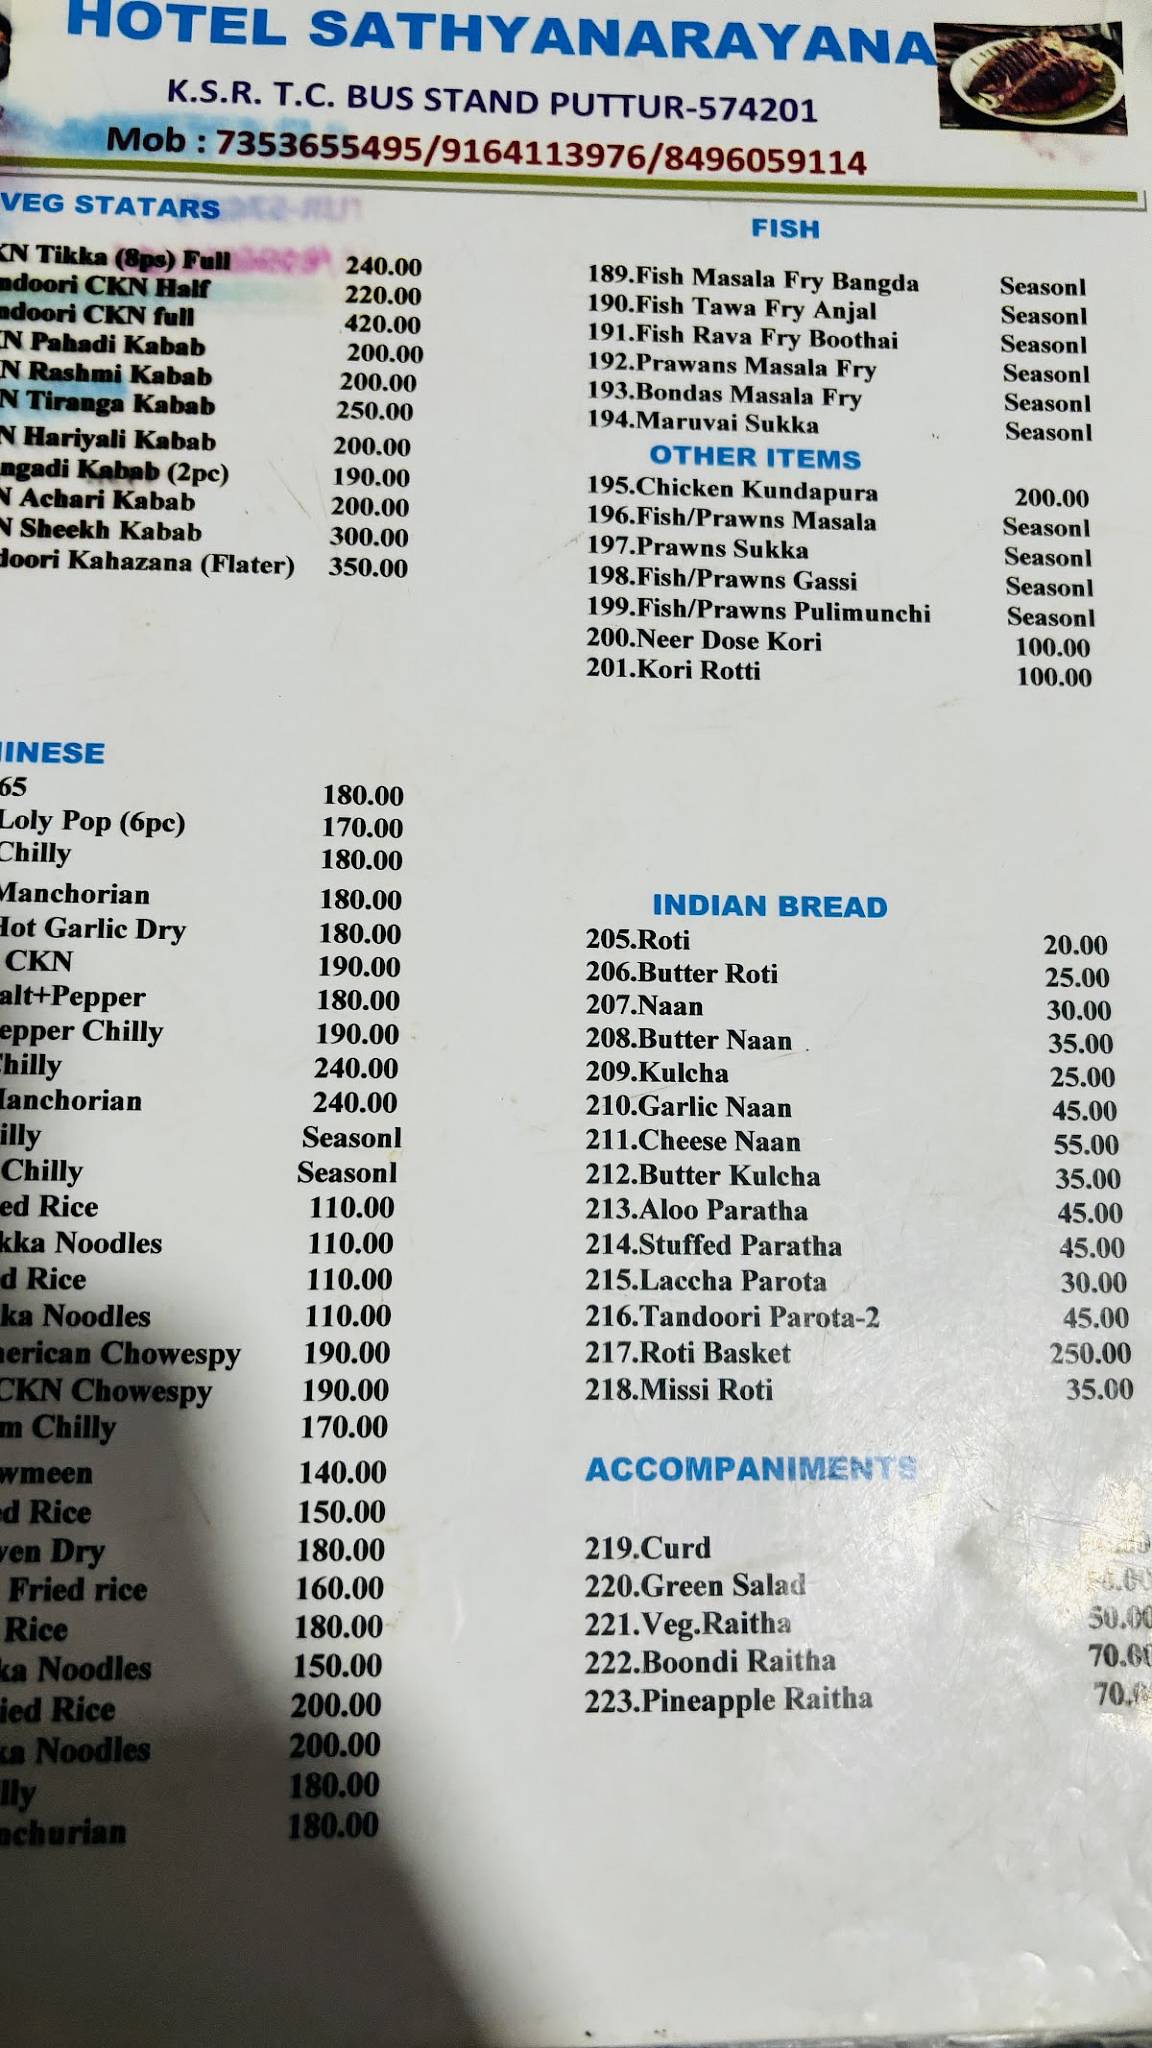 HOTEL SATHYANARAYANA
K.S.R. T.C. BUS STAND PUTTUR-574201
Mob : 7353655495/9164113976/8496059114
VEG STATARS
KN Tikka (8ps) Full 240.00
ndoori CKN Half 220.00
ndoori CKN full 420.00
N Pahadi Kabab 200.00
N Rashmi Kabab 200.00
N Tiranga Kabab 250.00
N Hariyali Kabab 200.00
ngadi Kabab (2pc) 190.00
N Achari Kabab 200.00
N Sheekh Kabab 300.00
doori Kahazana (Flater) 350.00
INESE
65 180.00
Loly Pop (6pc) 170.00
Chilly 180.00
Manchorian 180.00
Hot Garlic Dry 180.00
CKN 190.00
alt+Pepper 180.00
epper Chilly 190.00
hilly 240.00
anchorian 240.00
illy Seasonl
Chilly Seasonl
ed Rice 110.00
kka Noodles 110.00
d Rice 110.00
ka Noodles 110.00
nerican Chowespy 190.00
CKN Chowespy 190.00
m Chilly 170.00
wmeen 140.00
ed Rice 150.00
ven Dry 180.00
Fried rice 160.00
Rice 180.00
ka Noodles 150.00
ied Rice 200.00
ka Noodles 200.00
lly 180.00
nchurian 180.00
FISH
189.Fish Masala Fry Bangda Seasonl
190.Fish Tawa Fry Anjal Seasonl
191.Fish Rava Fry Boothai Seasonl
192.Prawans Masala Fry Seasonl
193.Bondas Masala Fry Seasonl
194.Maruvai Sukka Seasonl
OTHER ITEMS
195.Chicken Kundapura 200.00
196.Fish/Prawns Masala Seasonl
197.Prawns Sukka Seasonl
198.Fish/Prawns Gassi Seasonl
199.Fish/Prawns Pulimunchi Seasonl
200.Neer Dose Kori 100.00
201.Kori Rotti 100.00
INDIAN BREAD
205.Roti 20.00
206.Butter Roti 25.00
207.Naan 30.00
208.Butter Naan 35.00
209.Kulcha 25.00
210.Garlic Naan 45.00
211.Cheese Naan 55.00
212.Butter Kulcha 35.00
213.Aloo Paratha 45.00
214.Stuffed Paratha 45.00
215.Laccha Parota 30.00
216.Tandoori Parota-2 45.00
217.Roti Basket 250.00
218.Missi Roti 35.00
ACCOMPANIMENTS
219.Curd
220.Green Salad
221.Veg.Raitha 50.00
222.Boondi Raitha 70.00
223.Pineapple Raitha 70.